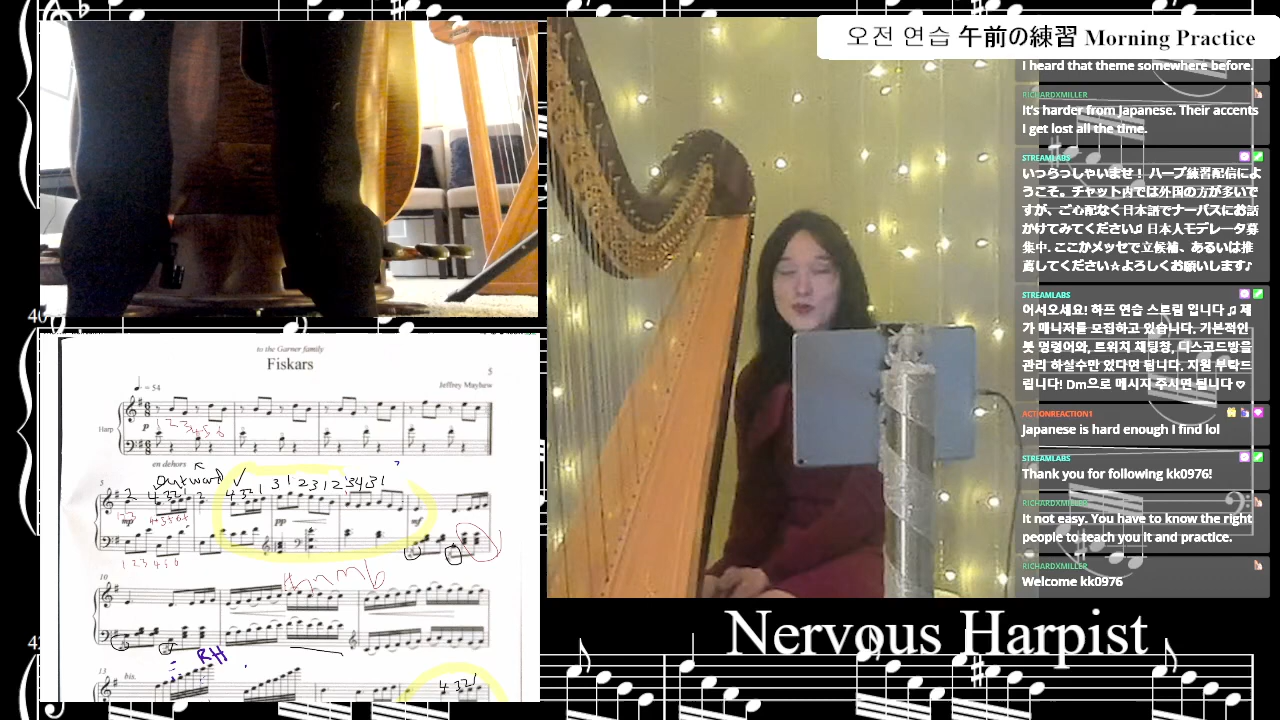 오전 연습 午前の練習 Morning Practice
I heard that theme somewhere before.
RICHARDXMILLER
It's harder from Japanese. Their accents
I get lost all the time.
STREAMLABS
いらっしゃいませ！ ハープ練習配信によ
うこそ。チャット内では外国の方が多いで
すが、ご心配なく日本語でナーバスにお話
かけてみてください♫ 日本人モデレータ募
集中. ここかメッセで立候補、あるいは推
薦してください☆よろしくお願いします♪
STREAMLABS
어서오세요! 하프 연습 스트림 입니다 ♫ 제
가 매니저를 모집하고 있습니다. 기본적인
봇 명령어와, 트위치 채팅창, 디스코드방을
관리 하실수만 있다면 됩니다. 지원 부탁드
립니다! Dm으로 메시지 주시면 됩니다 ♡
ACTIONREACTION1
Japanese is hard enough I find lol
STREAMLABS
Thank you for following kk0976!
RICHARDXMILLER
It not easy. You have to know the right
people to teach you it and practice.
RICHARDXMILLER
Welcome kk0976
Nervous Harpist
40
to the Garner family
Fiskars
5
Jeffrey Mayhew
= 54
Harp
p
en dehors
outward
5
mp
pp
mf
thumb
10
RH
13
bis.